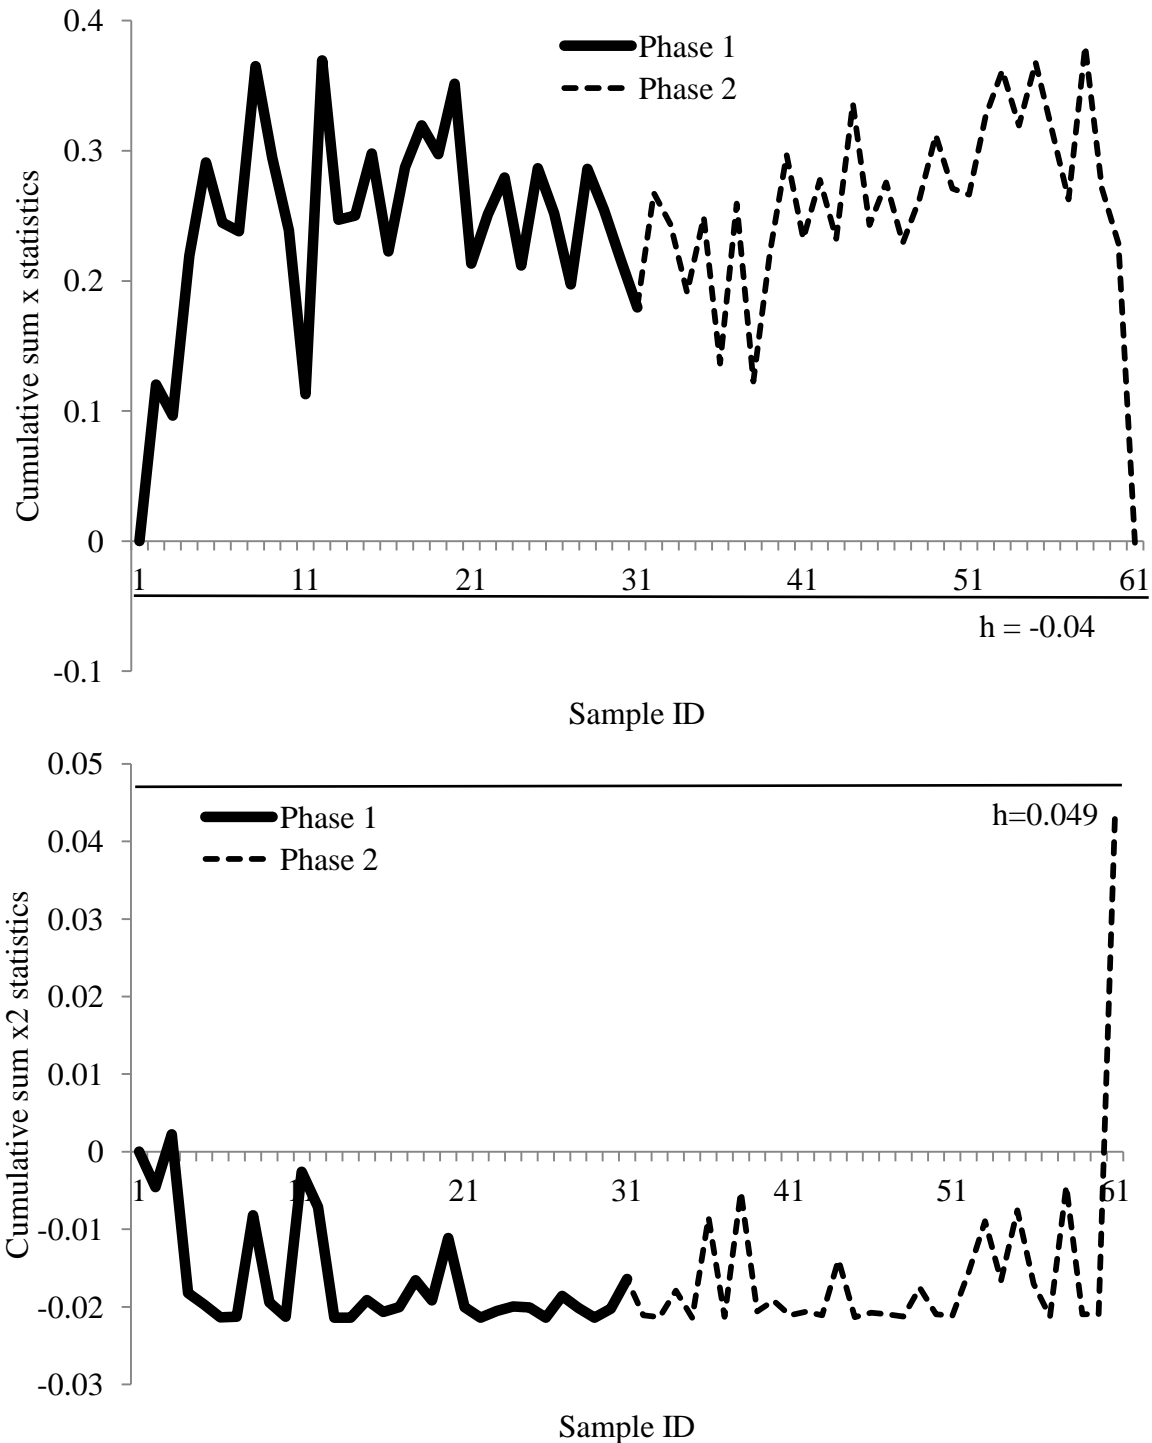 0.4
Phase 1
Phase 2
0.3
0.2
0.1
0
-0.1
Cumulative sum x statistics
1 11 21 31 41 51 61
h = -0.04
Sample ID
0.05
Phase 1
h=0.049
0.04
Phase 2
0.03
0.02
0.01
0
-0.01
-0.02
-0.03
Cumulative sum x2 statistics
1 11 21 31 41 51 61
Sample ID